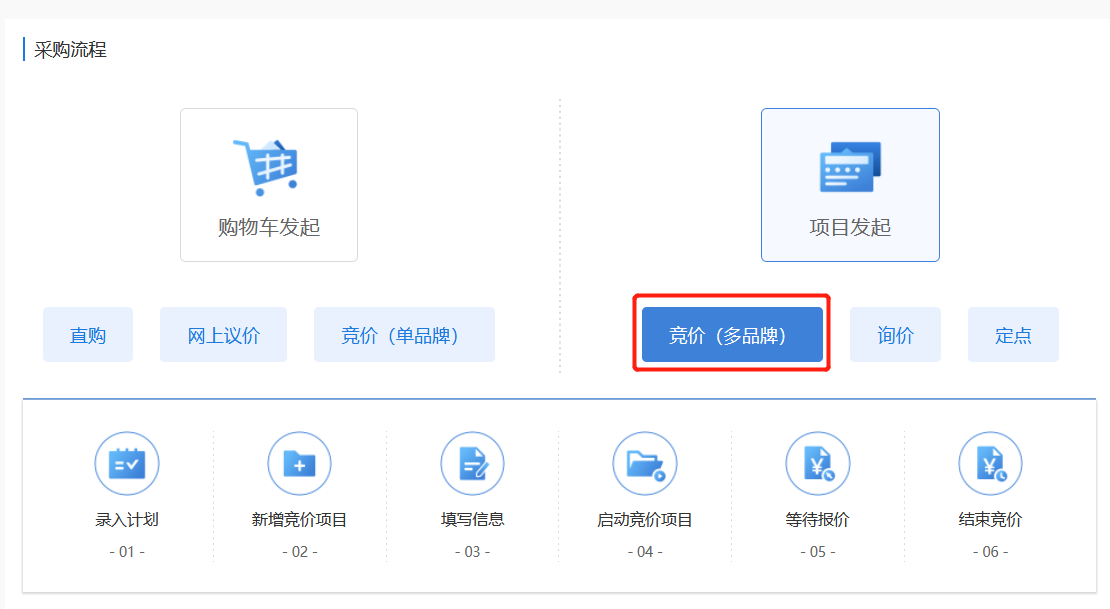 采购流程
购物车发起
项目发起
直购
网上议价
竞价（单品牌）
竞价（多品牌）
询价
定点
录入计划
新增竞价项目
填写信息
启动竞价项目
等待报价
结束竞价
- 01 -
- 02 -
- 03 -
- 04 -
- 05 -
- 06 -